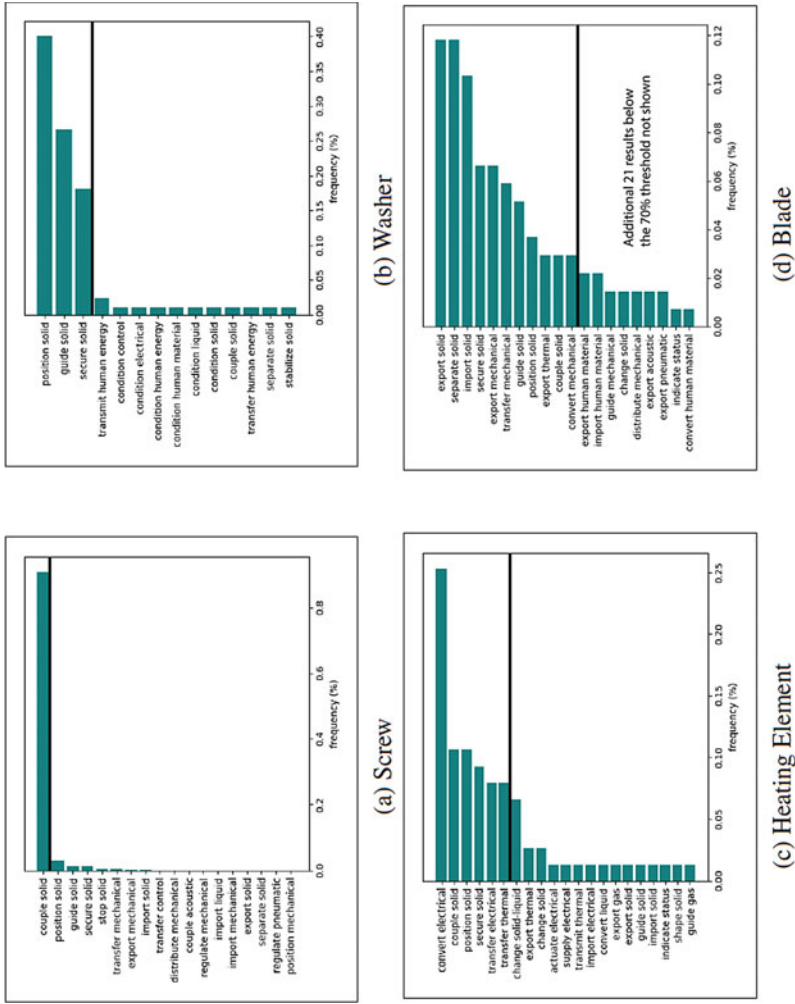 couple solid
position solid
guide solid
secure solid
stop solid
transfer mechanical
export mechanical
import solid
transfer control
distribute mechanical
couple acoustic
regulate mechanical
import liquid
import mechanical
export solid
separate solid
regulate pneumatic
position mechanical
0.0 0.2 0.4 0.6 0.8
frequency (%)
(a) Screw
position solid
guide solid
secure solid
transmit human energy
condition control
condition electrical
condition human energy
condition human material
condition liquid
condition solid
couple solid
transfer human energy
separate solid
stabilize solid
0.00 0.05 0.10 0.15 0.20 0.25 0.30 0.35 0.40
frequency (%)
(b) Washer
convert electrical
couple solid
position solid
secure solid
transfer electrical
transfer thermal
change solid-liquid
export thermal
change solid
actuate electrical
supply electrical
transmit thermal
import electrical
convert liquid
export gas
export solid
guide solid
import solid
indicate status
shape solid
guide gas
0.00 0.05 0.10 0.15 0.20 0.25
frequency (%)
(c) Heating Element
export solid
separate solid
import solid
secure solid
export mechanical
transfer mechanical
guide solid
position solid
export thermal
couple solid
convert mechanical
export human material
import human material
guide mechanical
change solid
distribute mechanical
export acoustic
export pneumatic
indicate status
convert human material
Additional 21 results below
the 70% threshold not shown
0.00 0.02 0.04 0.06 0.08 0.10 0.12
frequency (%)
(d) Blade